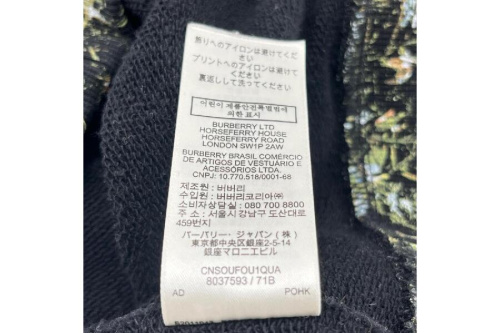 飾りへのアイロンは避けてくだ
さい
プリントへのアイロンは避けて
ください
裏返しして洗ってください
어린이 제품안전특별법에
의한 표시
BURBERRY LTD
HORSEFERRY HOUSE
HORSEFERRY ROAD
LONDON SW1P 2AW
BURBERRY BRASIL COMÉRCIO
DE ARTIGOS DE VESTUÁRIO E
ACESSÓRIOS LTDA.
CNPJ: 10.770.518/0001-68
제조원 : 버버리
수입원 : 버버리코리아㈜
소비자상담실 : 080 700 8800
주소 : 서울시 강남구 도산대로
459번지
バーバリー・ジャパン(株)
東京都中央区銀座2-5-14
銀座マロニエビル
CNSOUFOU1QUA
8037593 / 71B
AD POHK